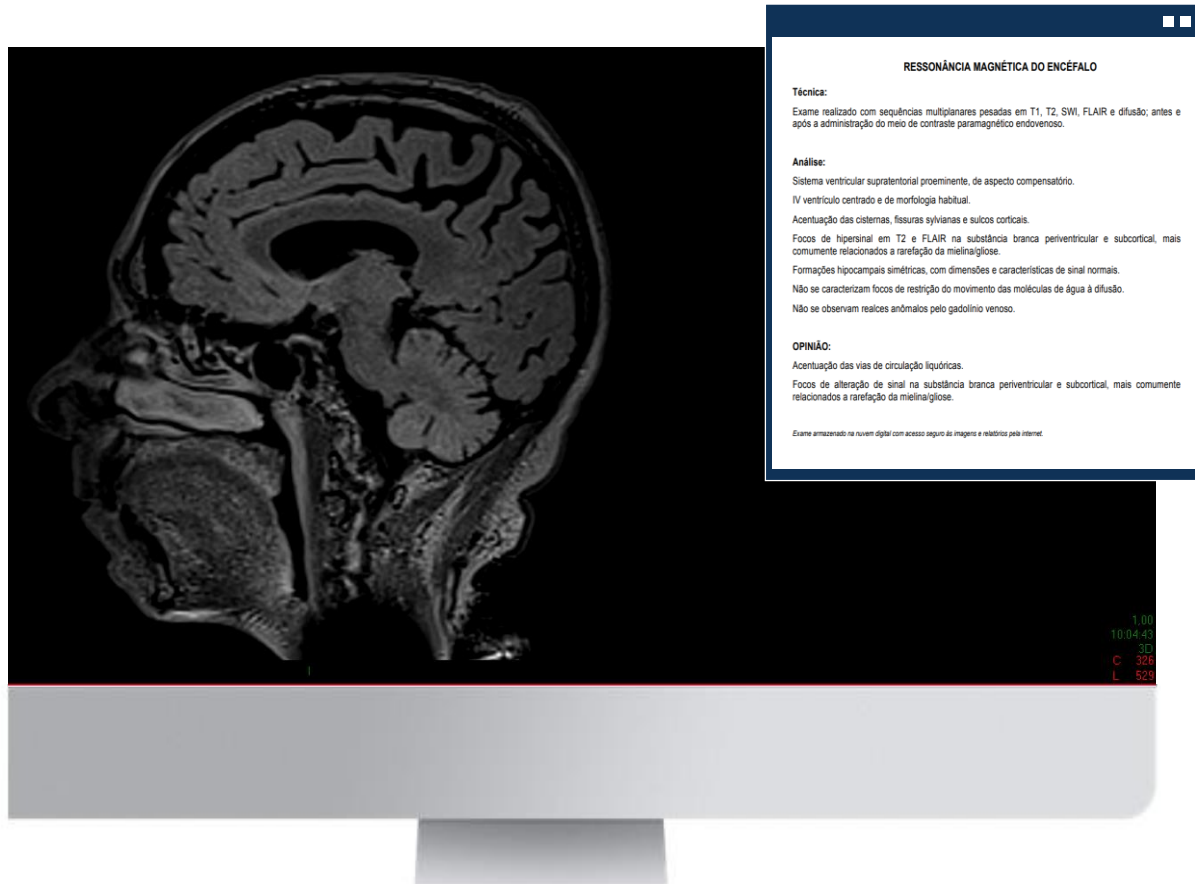 RESSONÂNCIA MAGNÉTICA DO ENCÉFALO
Técnica:
Exame realizado com sequências multiplanares pesadas em T1, T2, SWI, FLAIR e difusão; antes e
após a administração do meio de contraste paramagnético endovenoso.
Análise:
Sistema ventricular supratentorial proeminente, de aspecto compensatório.
IV ventrículo centrado e de morfologia habitual.
Acentuação das cisternas, fissuras sylvianas e sulcos corticais.
Focos de hipersinal em T2 e FLAIR na substância branca periventricular e subcortical, mais
comumente relacionados a rarefação da mielina/gliose.
Formações hipocampais simétricas, com dimensões e características de sinal normais.
Não se caracterizam focos de restrição do movimento das moléculas de água à difusão.
Não se observam realces anômalos pelo gadolínio venoso.
OPINIÃO:
Acentuação das vias de circulação liquóricas.
Focos de alteração de sinal na substância branca periventricular e subcortical, mais comumente
relacionados a rarefação da mielina/gliose.
Exame armazenado na nuvem digital com acesso seguro às imagens e relatórios pela internet.
1,00
10:04:43
3D
C 326
L 529
I